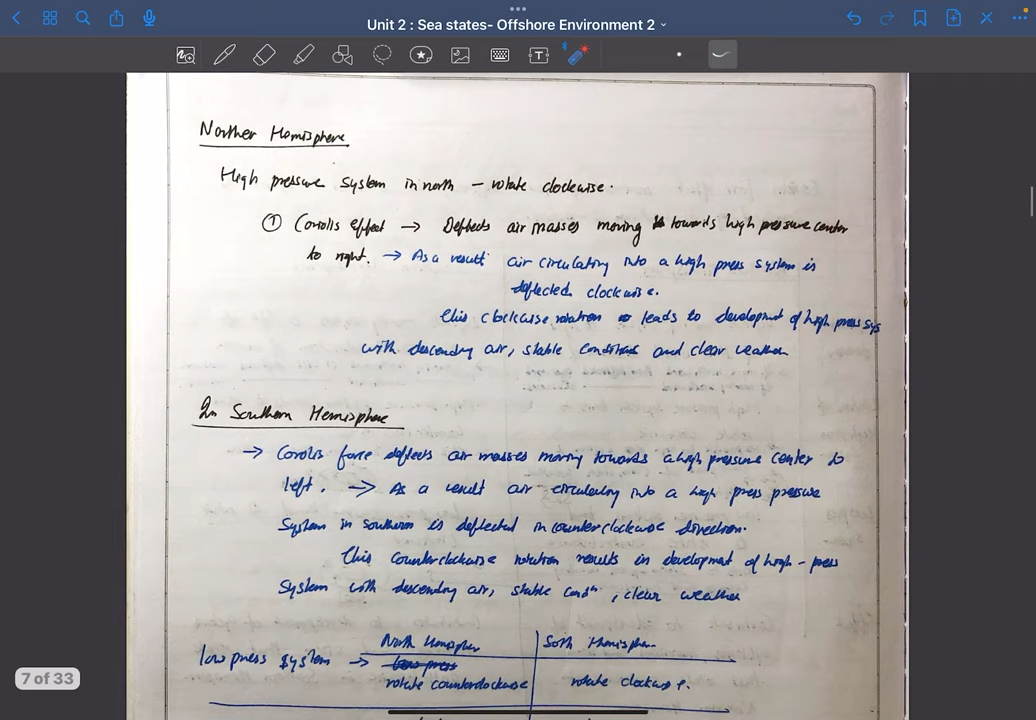 Unit 2 : Sea states- Offshore Environment 2
Norther Hemisphere
High pressure system in north - rotate clockwise.
① Coriolis effect → Deflects air masses moving towards high pressure center
to right. → As a result air circulating into a high press system is
deflected clockwise.
This clockwise rotation leads to development of high press sys
with descending air, stable conditions and clear weather
In Southern Hemisphere
→ Coriolis force deflects air masses moving towards a high pressure center to
left. → As a result air circulating into a high press pressure
System in southern is deflected in counterclockwise direction.
This counterclockwise rotation results in development of high - press
System with descending air, stable condⁿ, clear weather
North Hemispher South Hemisphere
low press system → low press
rotate counterclockwise rotate clockwise.
7 of 33